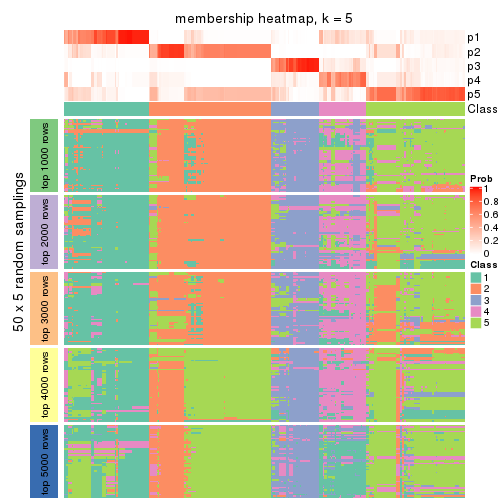 membership heatmap, k = 5
p1
p2
p3
p4
p5
Class
50 x 5 random samplings
top 1000 rows
top 2000 rows
top 3000 rows
top 4000 rows
top 5000 rows
Prob
1
0.8
0.6
0.4
0.2
0
Class
1
2
3
4
5